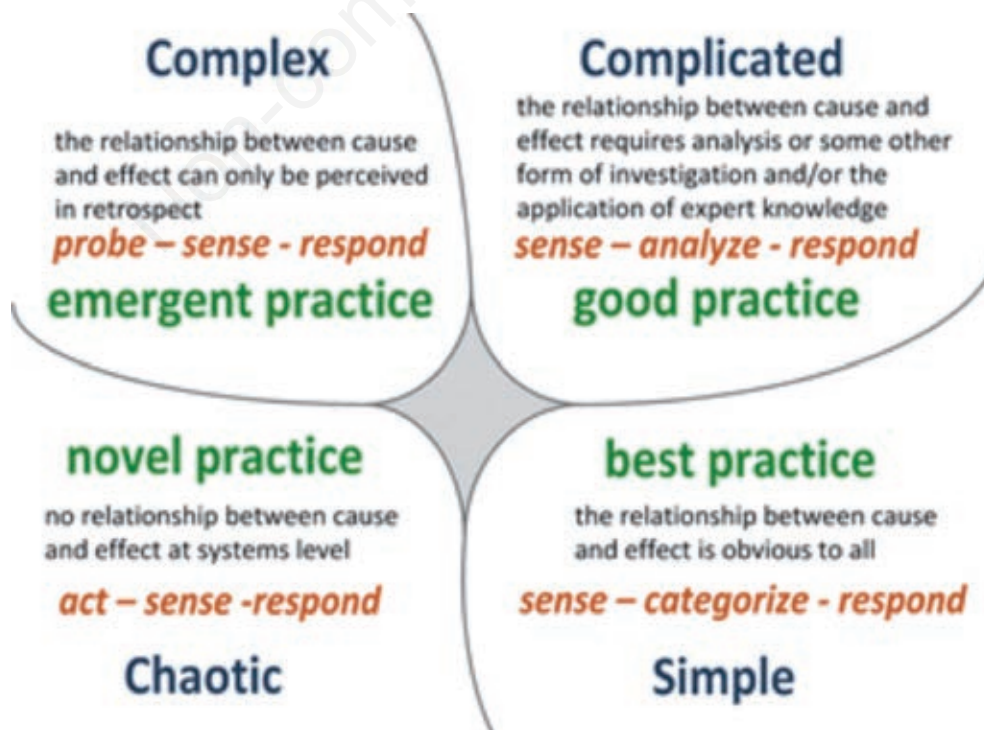 Complex
the relationship between cause
and effect can only be perceived
in retrospect
probe – sense - respond
emergent practice
Complicated
the relationship between cause and
effect requires analysis or some other
form of investigation and/or the
application of expert knowledge
sense – analyze - respond
good practice
novel practice
no relationship between cause
and effect at systems level
act – sense -respond
Chaotic
best practice
the relationship between cause
and effect is obvious to all
sense – categorize - respond
Simple